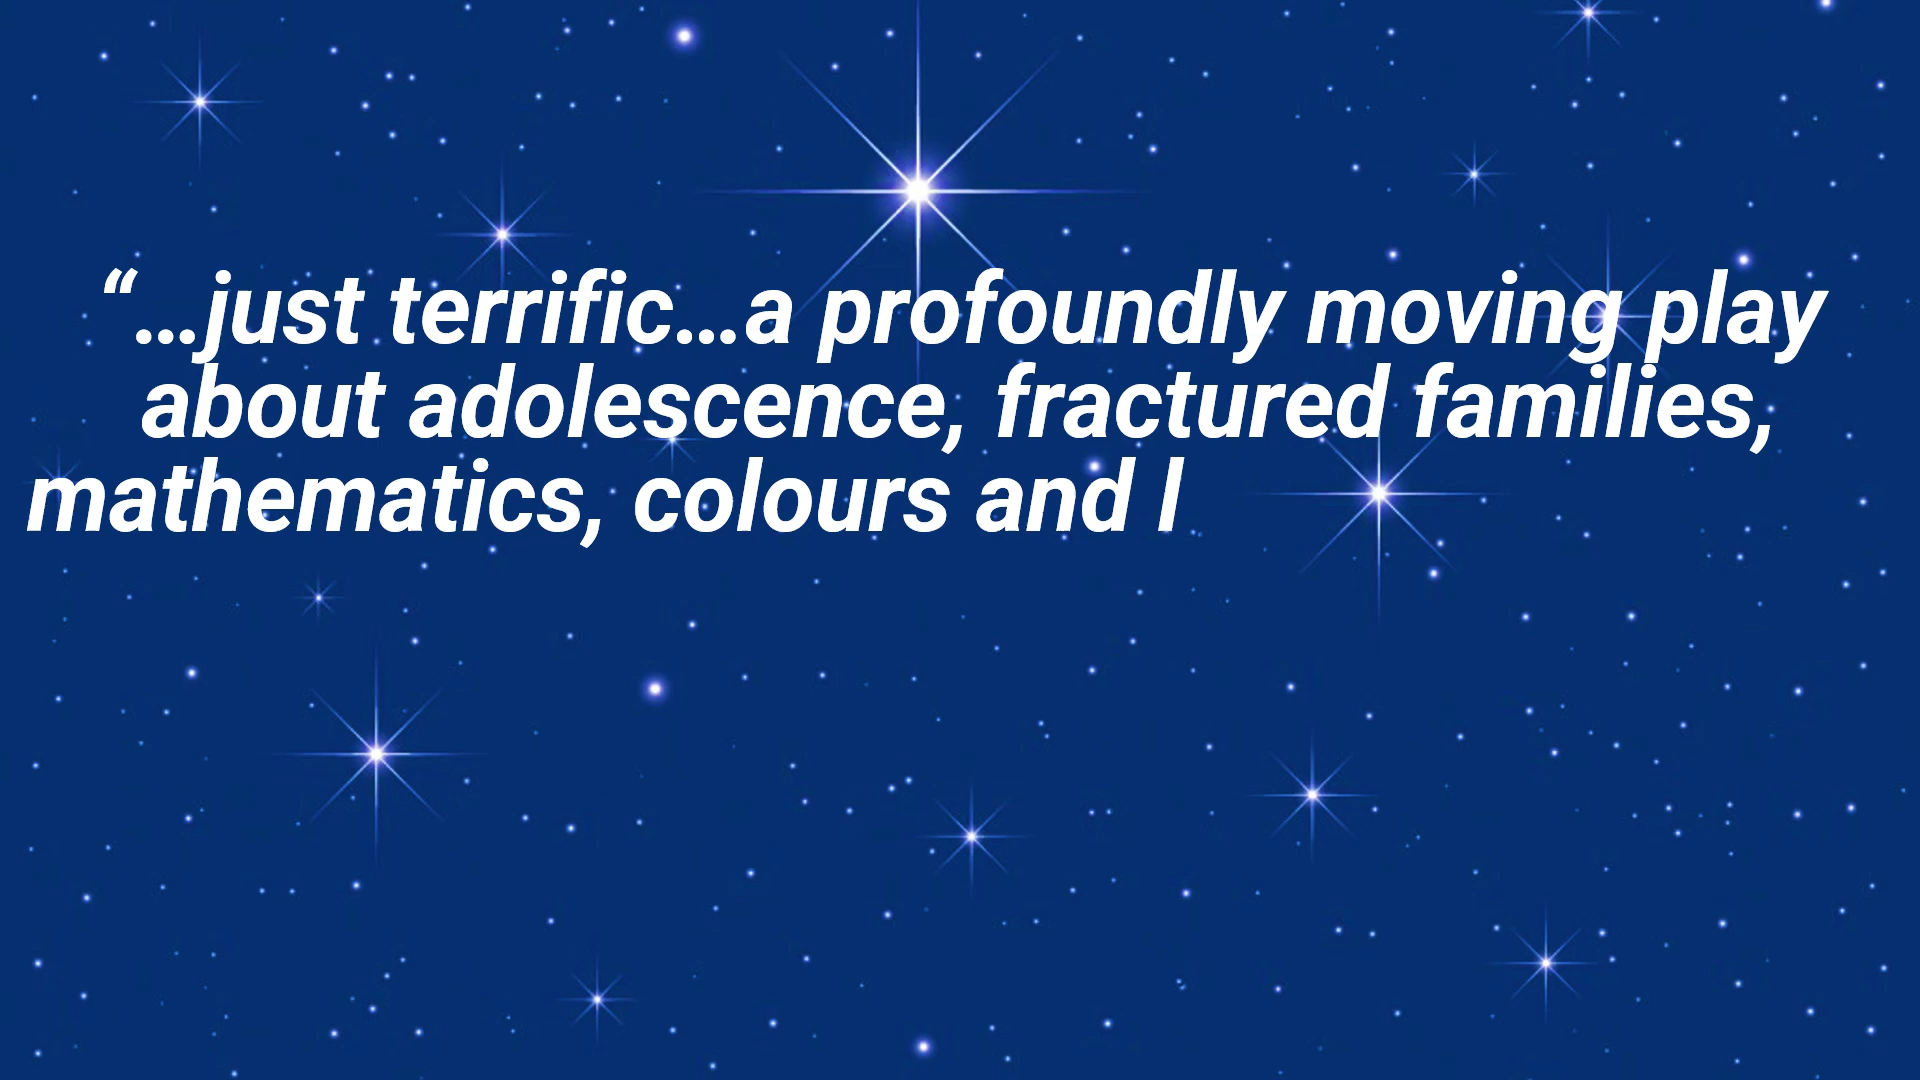 “…just terrific…a profoundly moving play
about adolescence, fractured families,
mathematics, colours and l